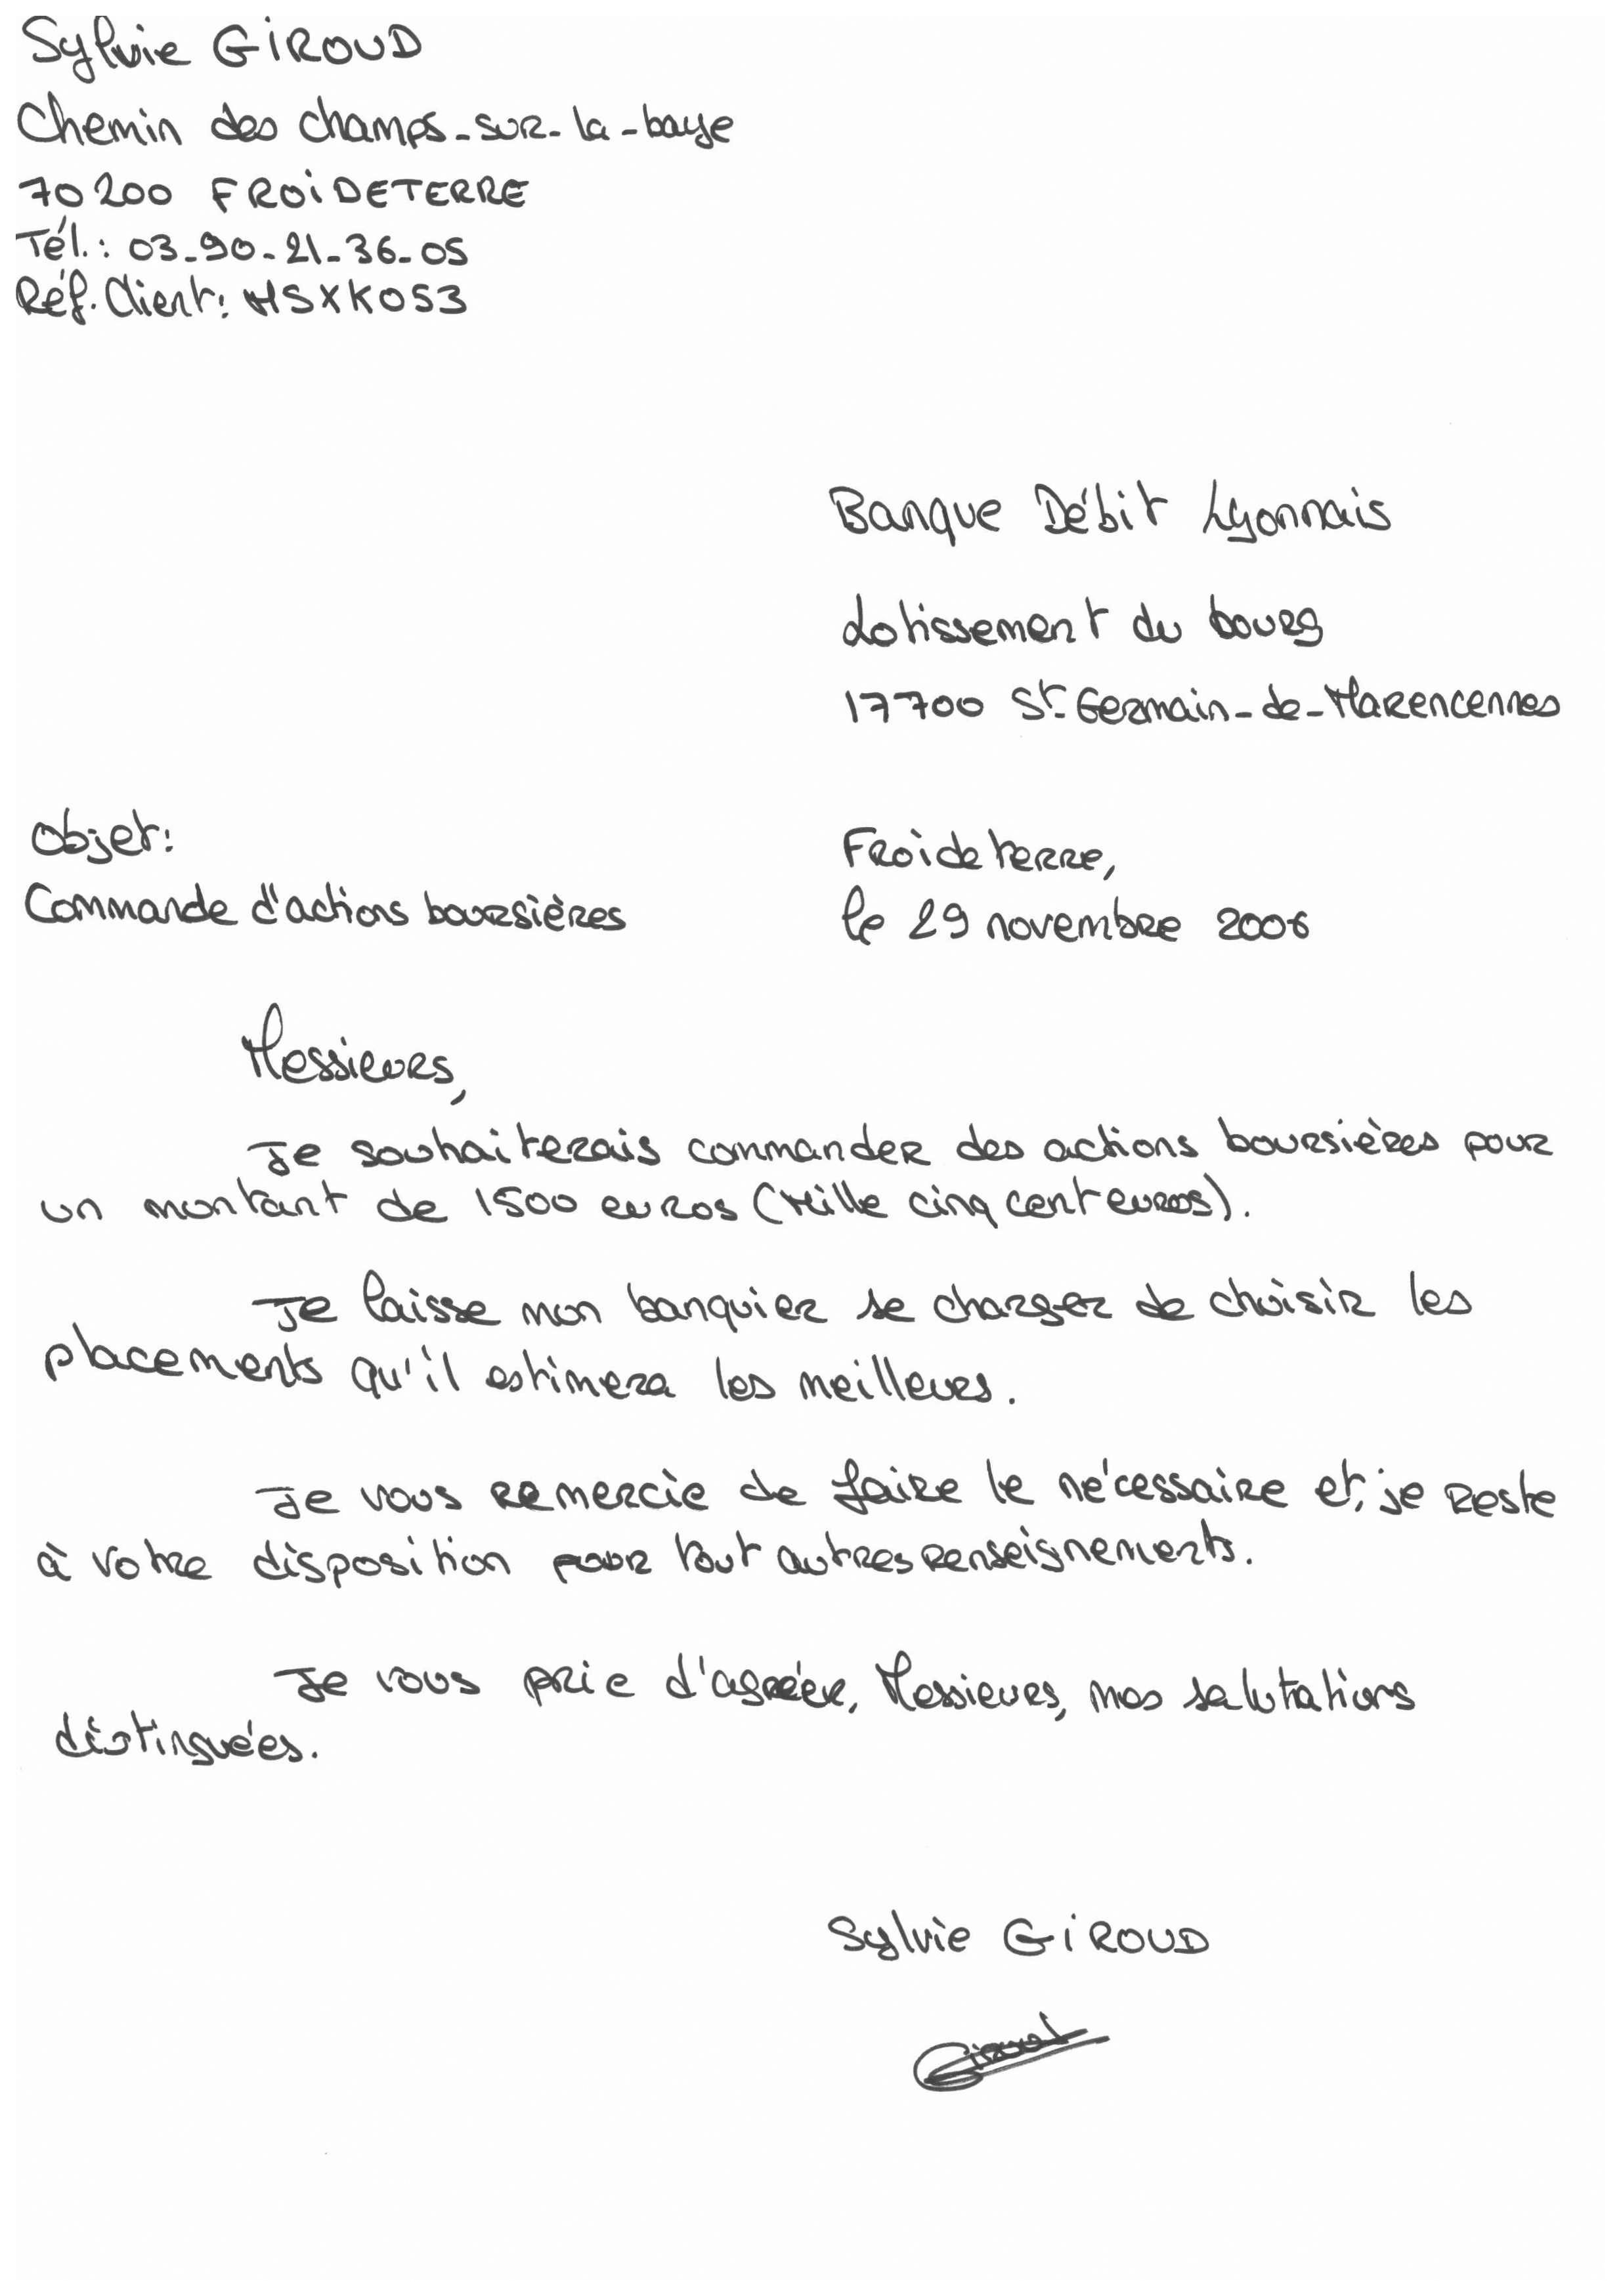 Sylvie GIROUD
Chemin des champs-sur-la-baye
70200 FROIDETERRE
Tél.: 03-90-21-36-05
Réf. Client: MSXK053
Banque Débit Lyonnais
Lotissement du bourg
17700 St Germain-de-Marencennes
Objet:
Commande d'actions boursières
Froideterre,
le 29 novembre 2006
Messieurs,
Je souhaiterais commander des actions boursières pour
un montant de 1500 euros (Mille cinq cent euros).
Je laisse mon banquier se charger de choisir les
placements qu'il estimera les meilleurs.
Je vous remercie de faire le nécessaire et, je reste
à votre disposition pour tout autres renseignements.
Je vous prie d'agréer, Messieurs, mes salutations
distinguées.
Sylvie GIROUD
Giroud